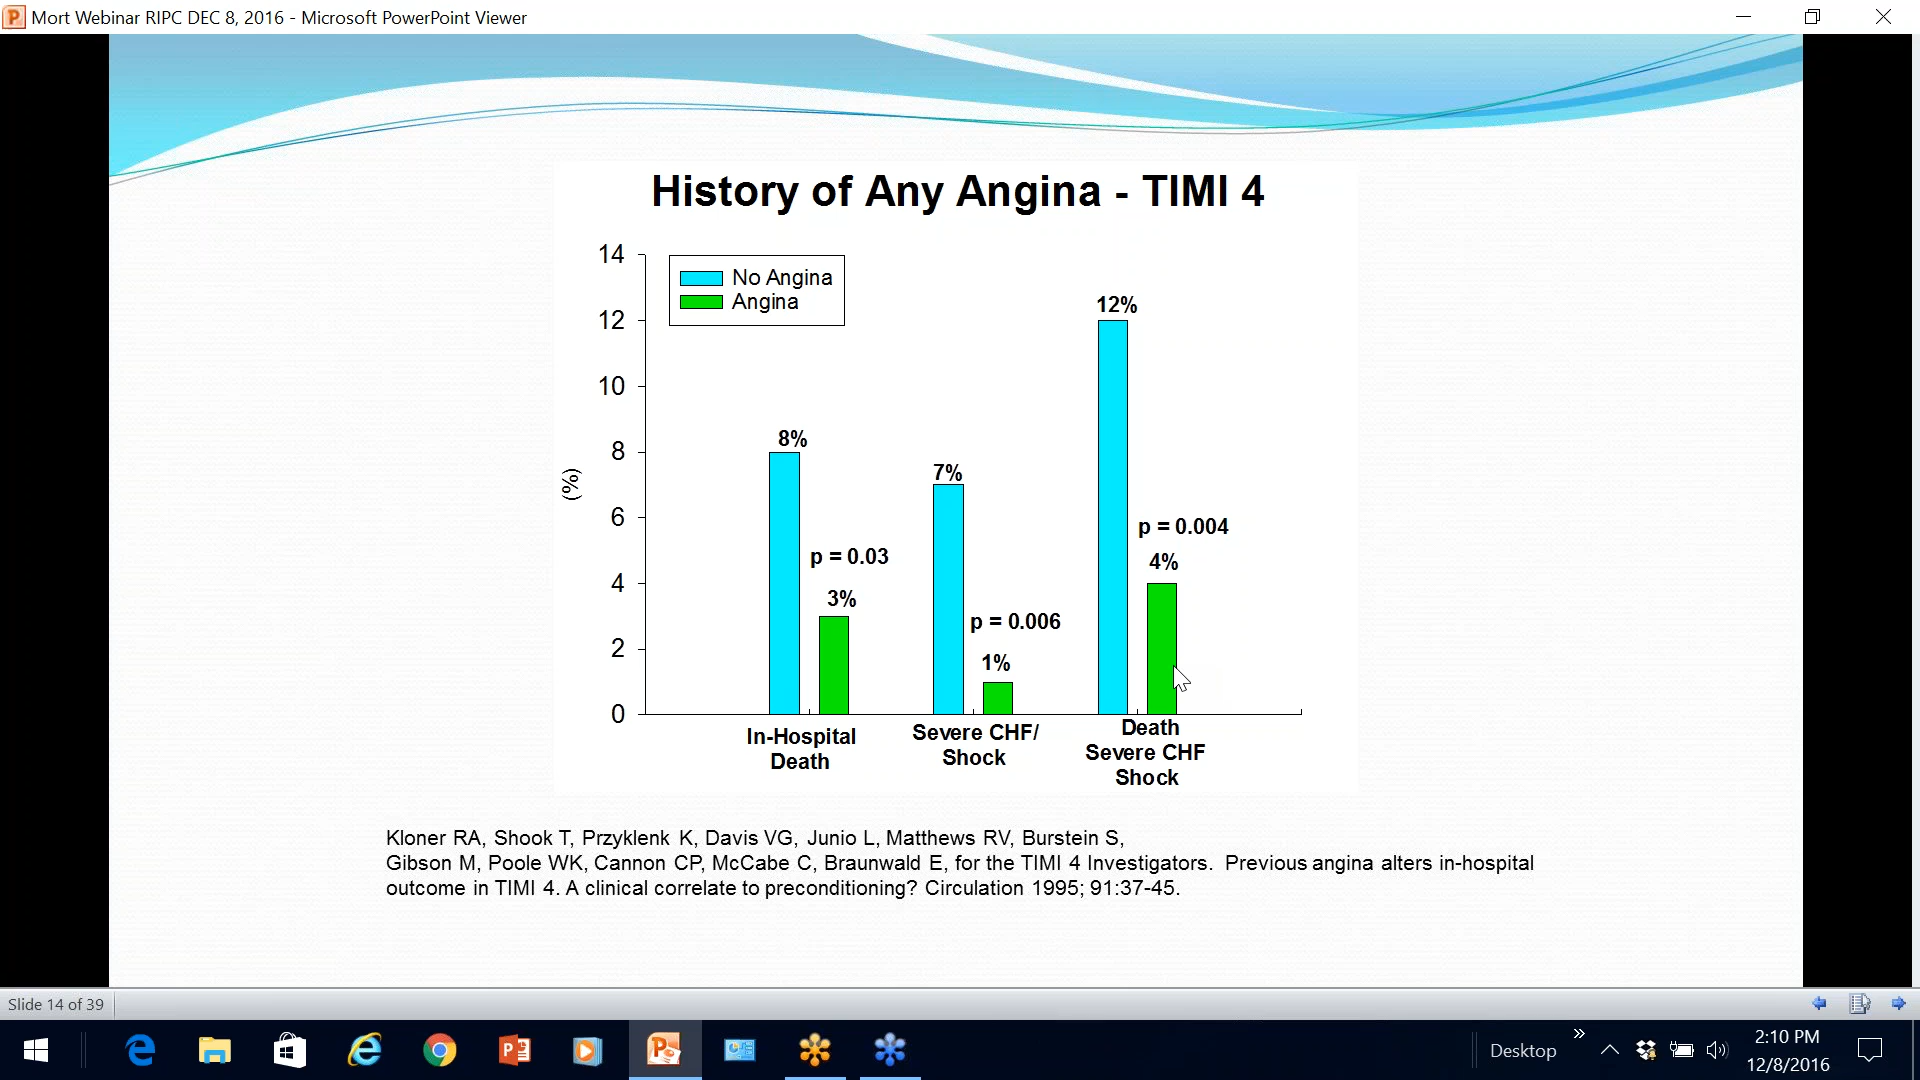 Mort Webinar RIPC DEC 8, 2016 - Microsoft PowerPoint Viewer
History of Any Angina - TIMI 4
14
12
10
8
6
4
2
0
(%)
No Angina
Angina
8%
p = 0.03
3%
7%
p = 0.006
1%
12%
p = 0.004
4%
In-Hospital
Death
Severe CHF/
Shock
Death
Severe CHF
Shock
Kloner RA, Shook T, Przyklenk K, Davis VG, Junio L, Matthews RV, Burstein S,
Gibson M, Poole WK, Cannon CP, McCabe C, Braunwald E, for the TIMI 4 Investigators. Previous angina alters in-hospital
outcome in TIMI 4. A clinical correlate to preconditioning? Circulation 1995; 91:37-45.
Slide 14 of 39
Desktop
2:10 PM
12/8/2016